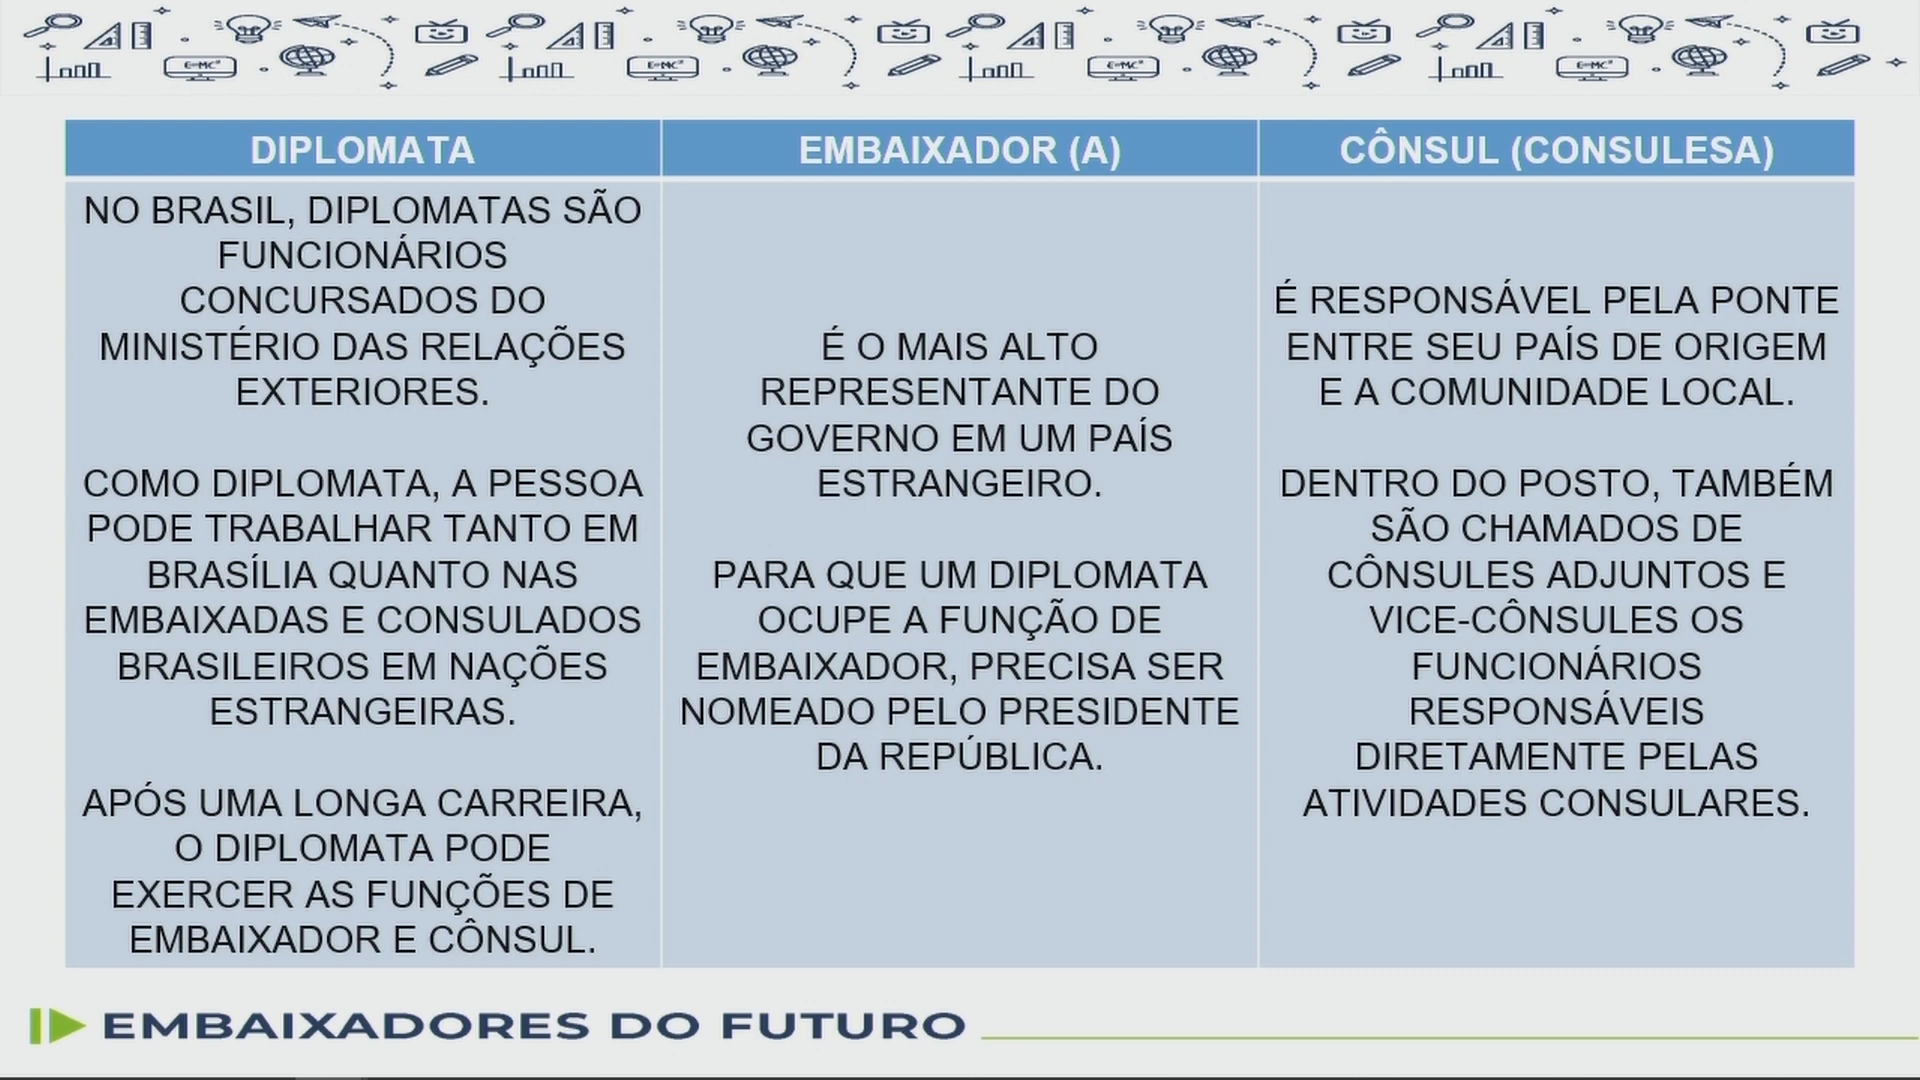 DIPLOMATA
NO BRASIL, DIPLOMATAS SÃO
FUNCIONÁRIOS
CONCURSADOS DO
MINISTÉRIO DAS RELAÇÕES
EXTERIORES.
COMO DIPLOMATA, A PESSOA
PODE TRABALHAR TANTO EM
BRASÍLIA QUANTO NAS
EMBAIXADAS E CONSULADOS
BRASILEIROS EM NAÇÕES
ESTRANGEIRAS.
APÓS UMA LONGA CARREIRA,
O DIPLOMATA PODE
EXERCER AS FUNÇÕES DE
EMBAIXADOR E CÔNSUL.
EMBAIXADOR (A)
É O MAIS ALTO
REPRESENTANTE DO
GOVERNO EM UM PAÍS
ESTRANGEIRO.
PARA QUE UM DIPLOMATA
OCUPE A FUNÇÃO DE
EMBAIXADOR, PRECISA SER
NOMEADO PELO PRESIDENTE
DA REPÚBLICA.
CÔNSUL (CONSULESA)
É RESPONSÁVEL PELA PONTE
ENTRE SEU PAÍS DE ORIGEM
E A COMUNIDADE LOCAL.
DENTRO DO POSTO, TAMBÉM
SÃO CHAMADOS DE
CÔNSULES ADJUNTOS E
VICE-CÔNSULES OS
FUNCIONÁRIOS
RESPONSÁVEIS
DIRETAMENTE PELAS
ATIVIDADES CONSULARES.
EMBAIXADORES DO FUTURO
E=MC²
E=MC²
E=MC²
E=MC²